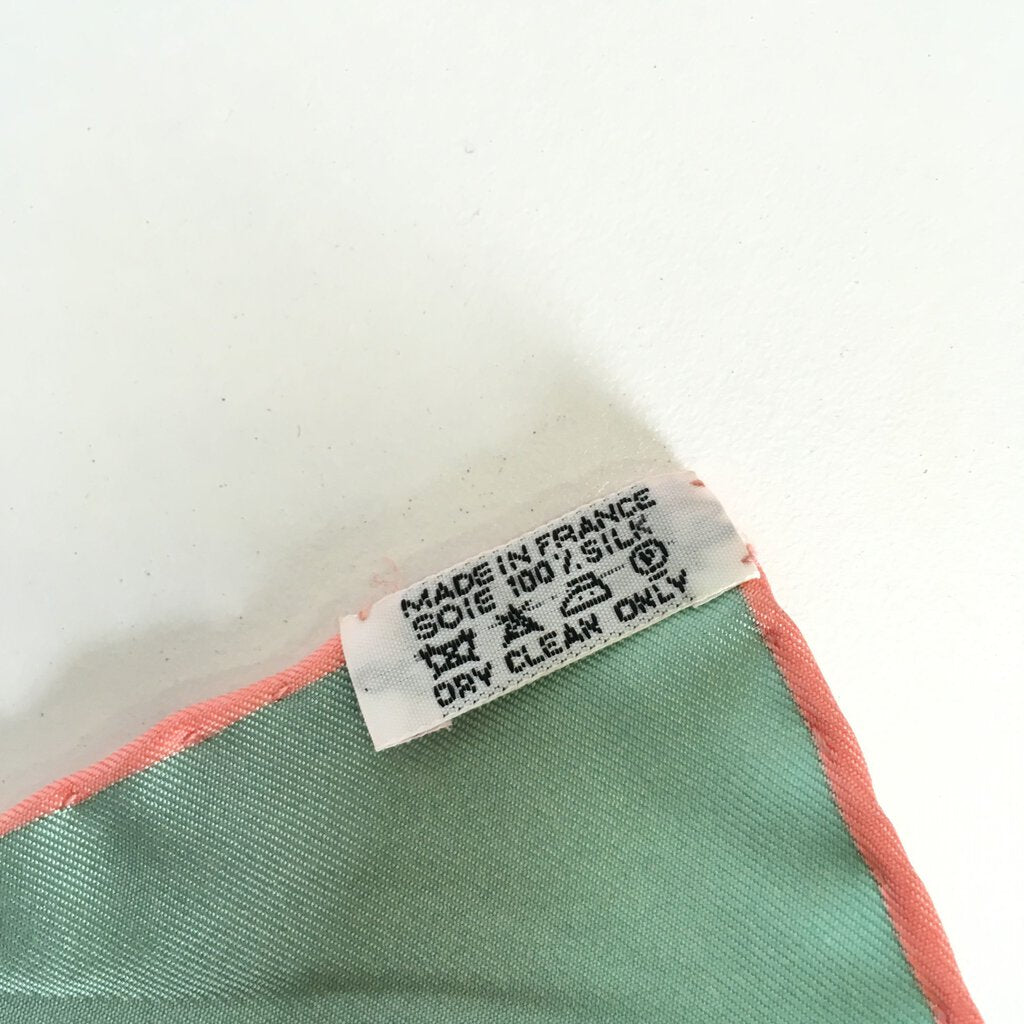 MADE IN FRANCE
SOIE 100% SILK
P
DRY CLEAN ONLY